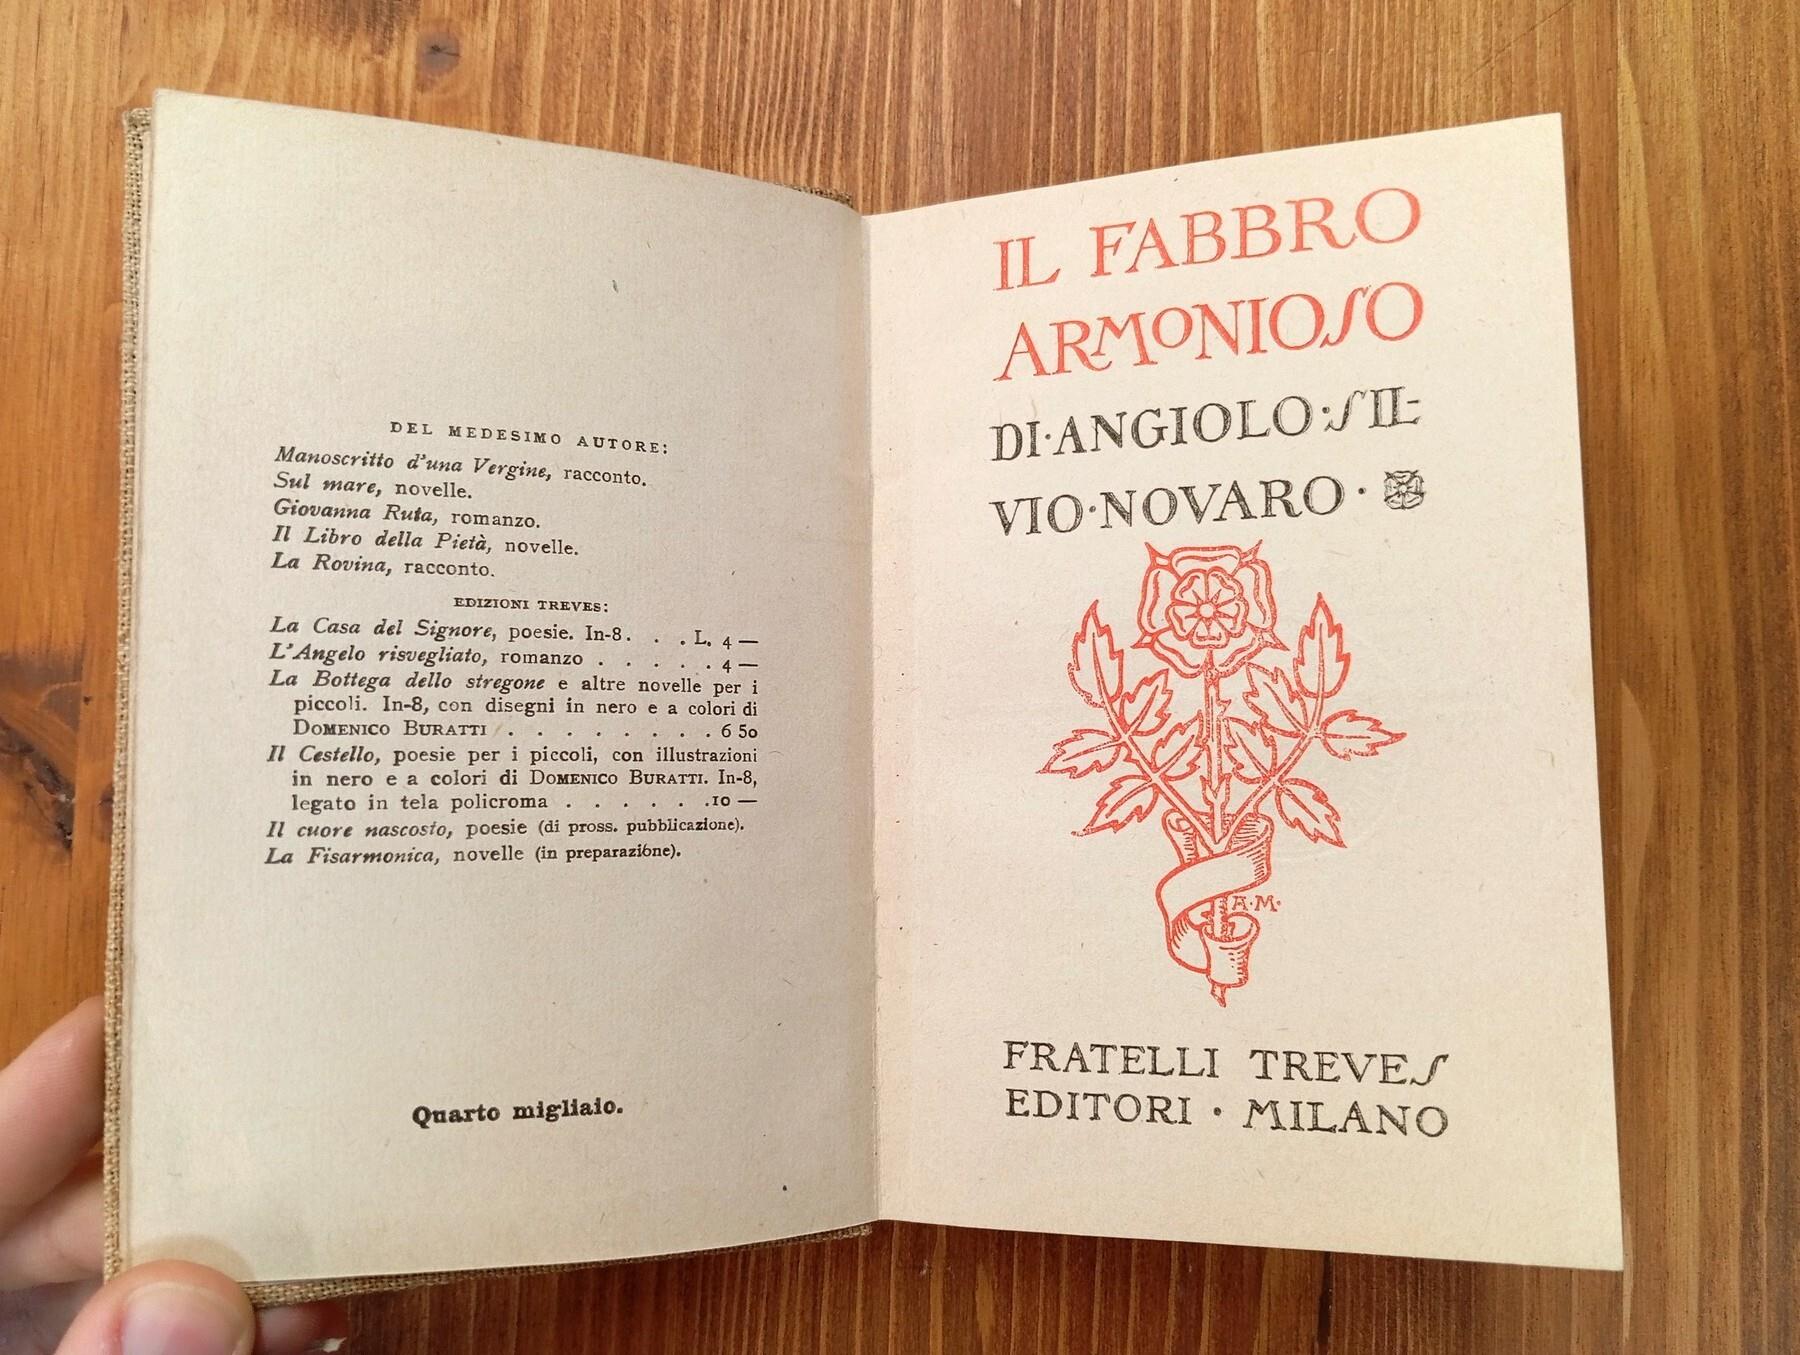 DEL MEDESIMO AUTORE:
Manoscritto d'una Vergine, racconto.
Sul mare, novelle.
Giovanna Ruta, romanzo.
Il Libro della Pietà, novelle.
La Rovina, racconto.
EDIZIONI TREVES:
La Casa del Signore, poesie. In-8. . . . L. 4 —
L'Angelo risvegliato, romanzo . . . . . . 4 —
La Bottega dello stregone e altre novelle per i
piccoli. In-8, con disegni in nero e a colori di
DOMENICO BURATTI . . . . . . . . 6 50
Il Cestello, poesie per i piccoli, con illustrazioni
in nero e a colori di DOMENICO BURATTI. In-8,
legato in tela policroma . . . . . . . 10 —
Il cuore nascosto, poesie (di pross. pubblicazione).
La Fisarmonica, novelle (in preparazione).
Quarto migliaio.
IL FABBRO
ARMONIOSO
DI·ANGIOLO:SIL-
VIO·NOVARO·
A·M·
FRATELLI TREVES
EDITORI · MILANO